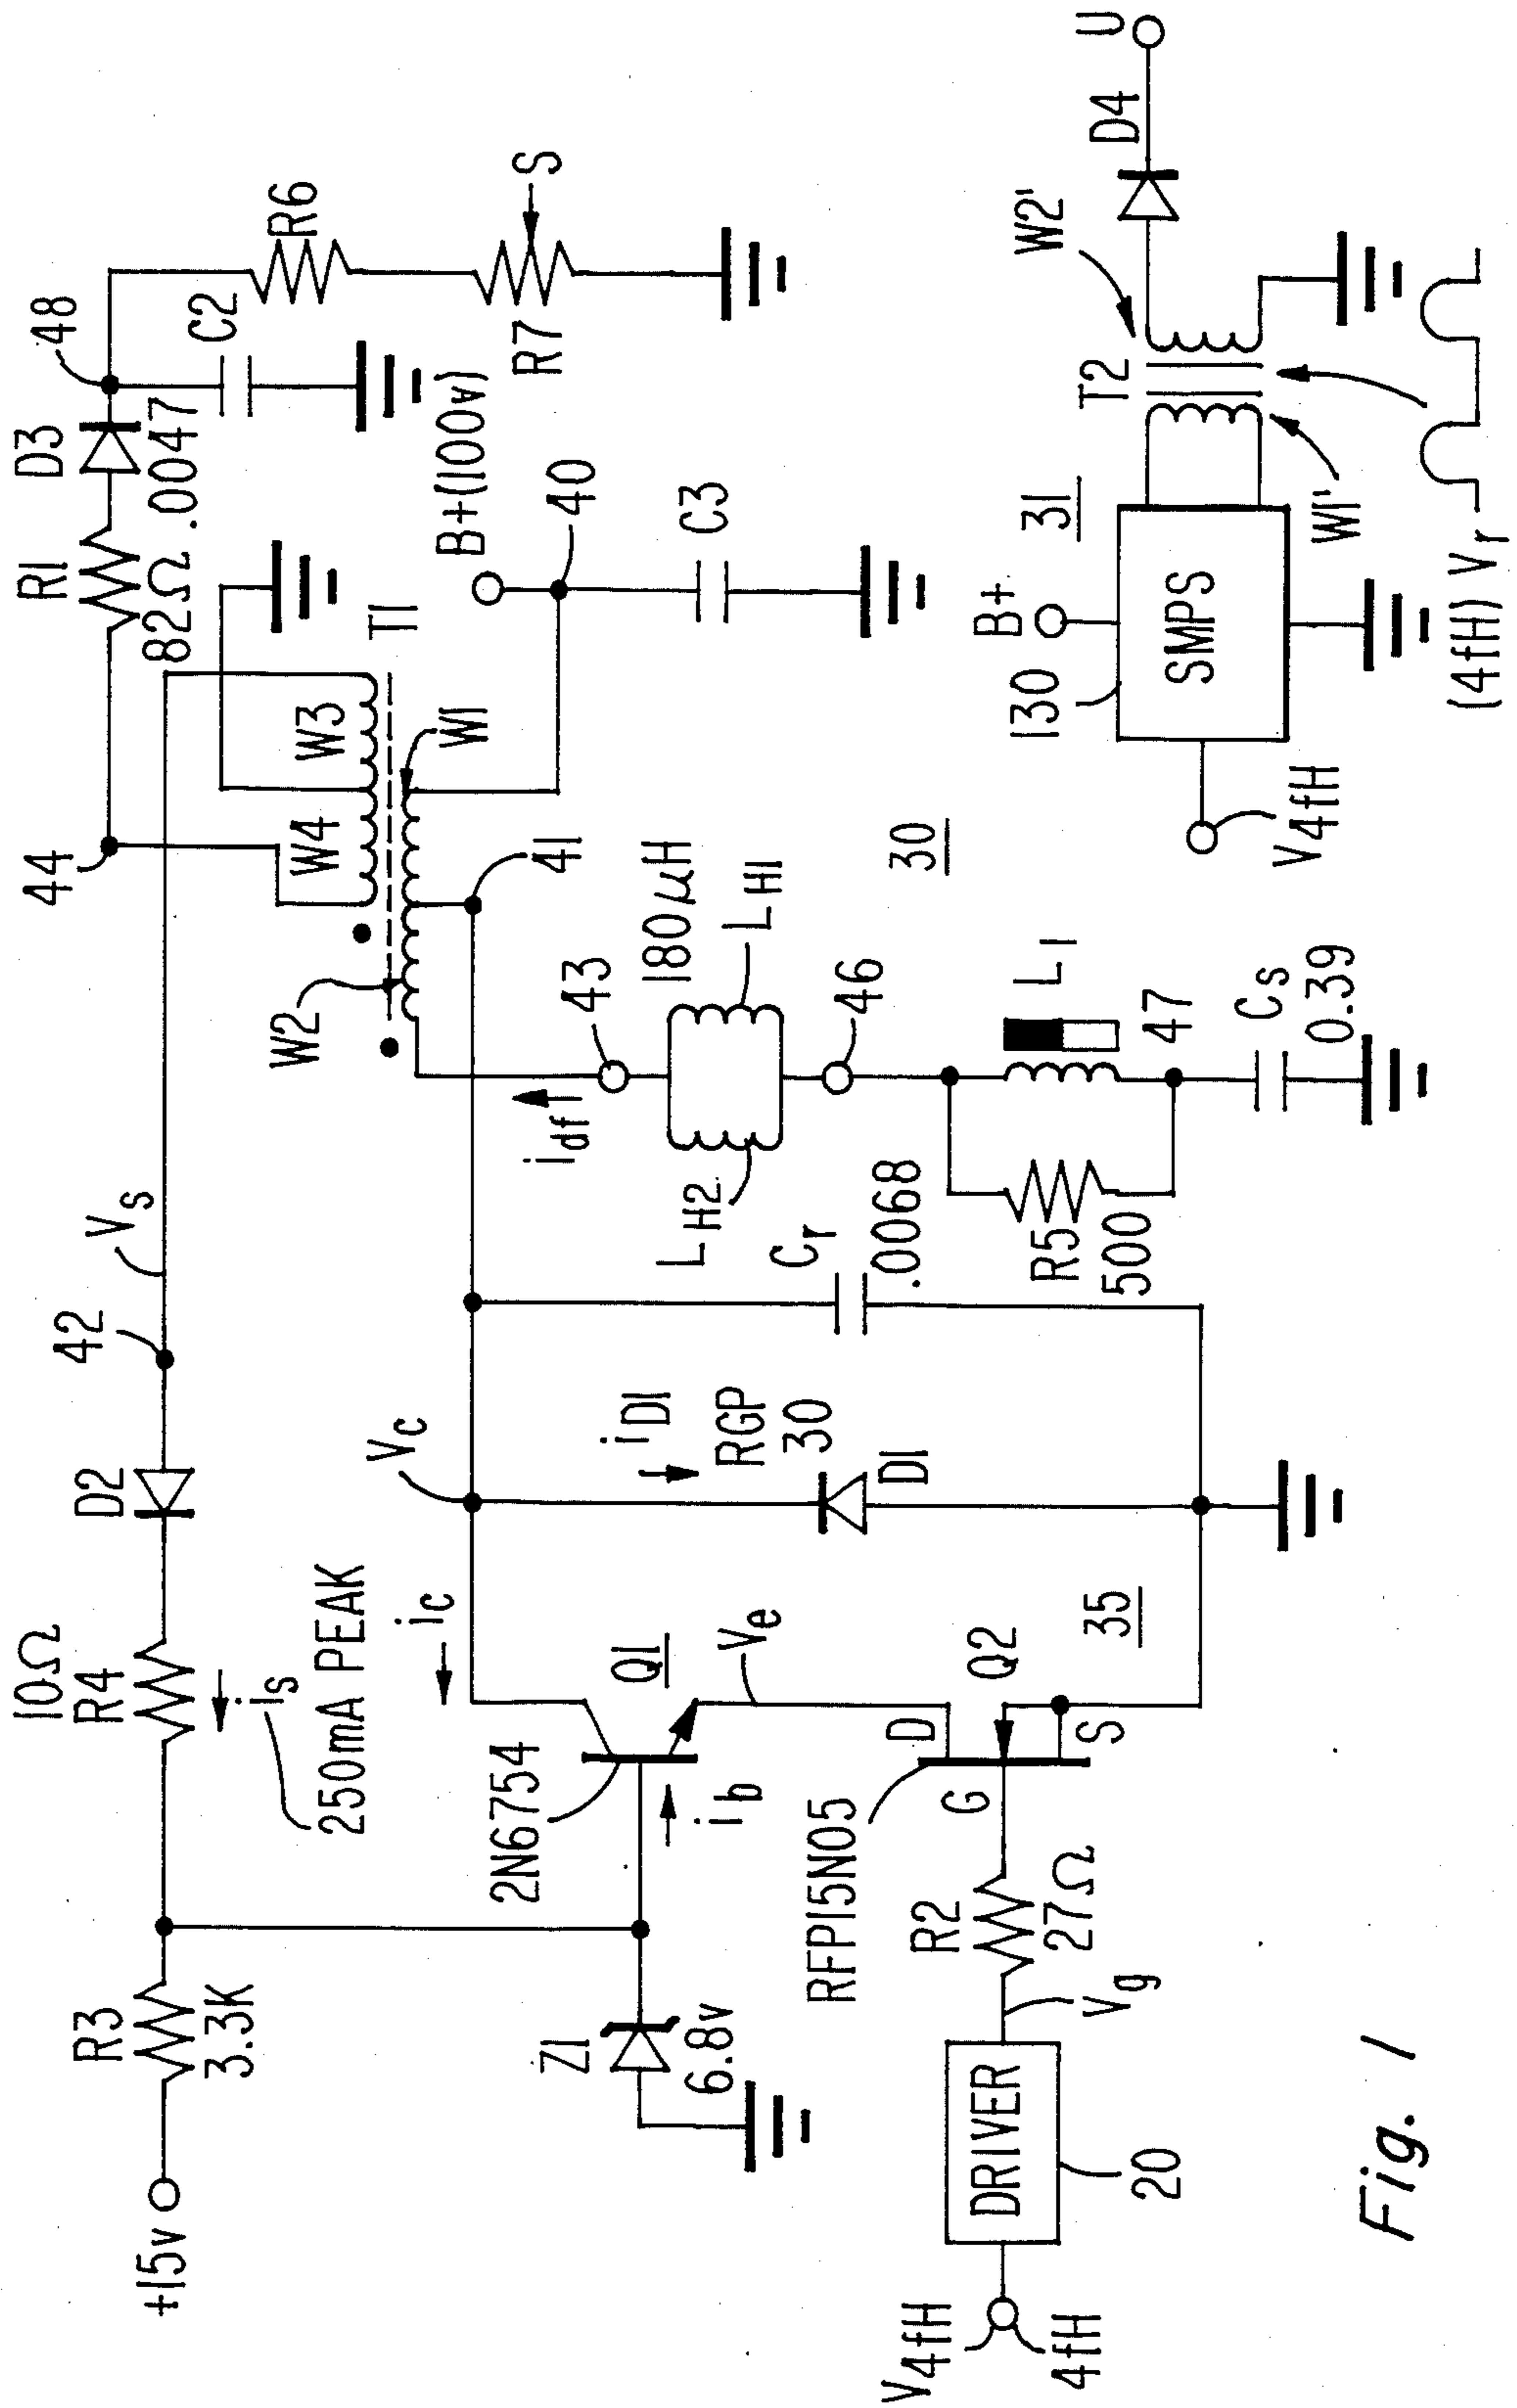 +15v
R3
3.3K
10Ω
R4
is
250mA PEAK
D2
42
Vs
44
R1
82Ω
D3
.0047
48
C2
R6
R7
S
Z1
6.8v
2N6754
Q1
ib
ic
Vc
Ve
iD1
RGP
30
D1
Cr
.0068
W2
W4
W3
T1
W1
41
B+(100v)
40
C3
idf
43
LH2
180μH
LH1
46
R5
500
L1
47
Cs
0.39
30
V4fH
4fH
DRIVER
20
Vg
R2
27Ω
RFP15N05
G
D
Q2
S
35
V4fH
130
B+
SMPS
31
W1'
T2
W2'
D4
U
(4fH) Vr
Fig. 1